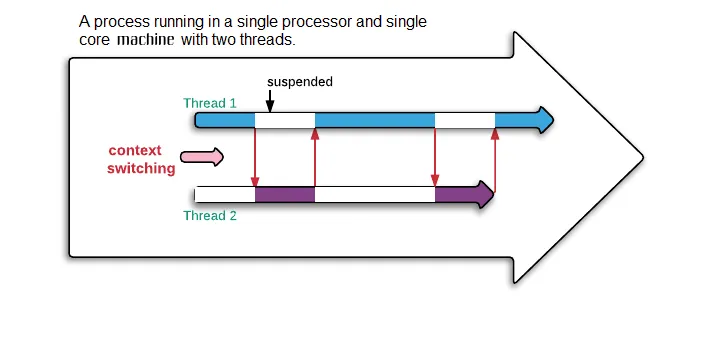 A process running in a single processor and single
core machine with two threads.
suspended
Thread 1
context
switching
Thread 2